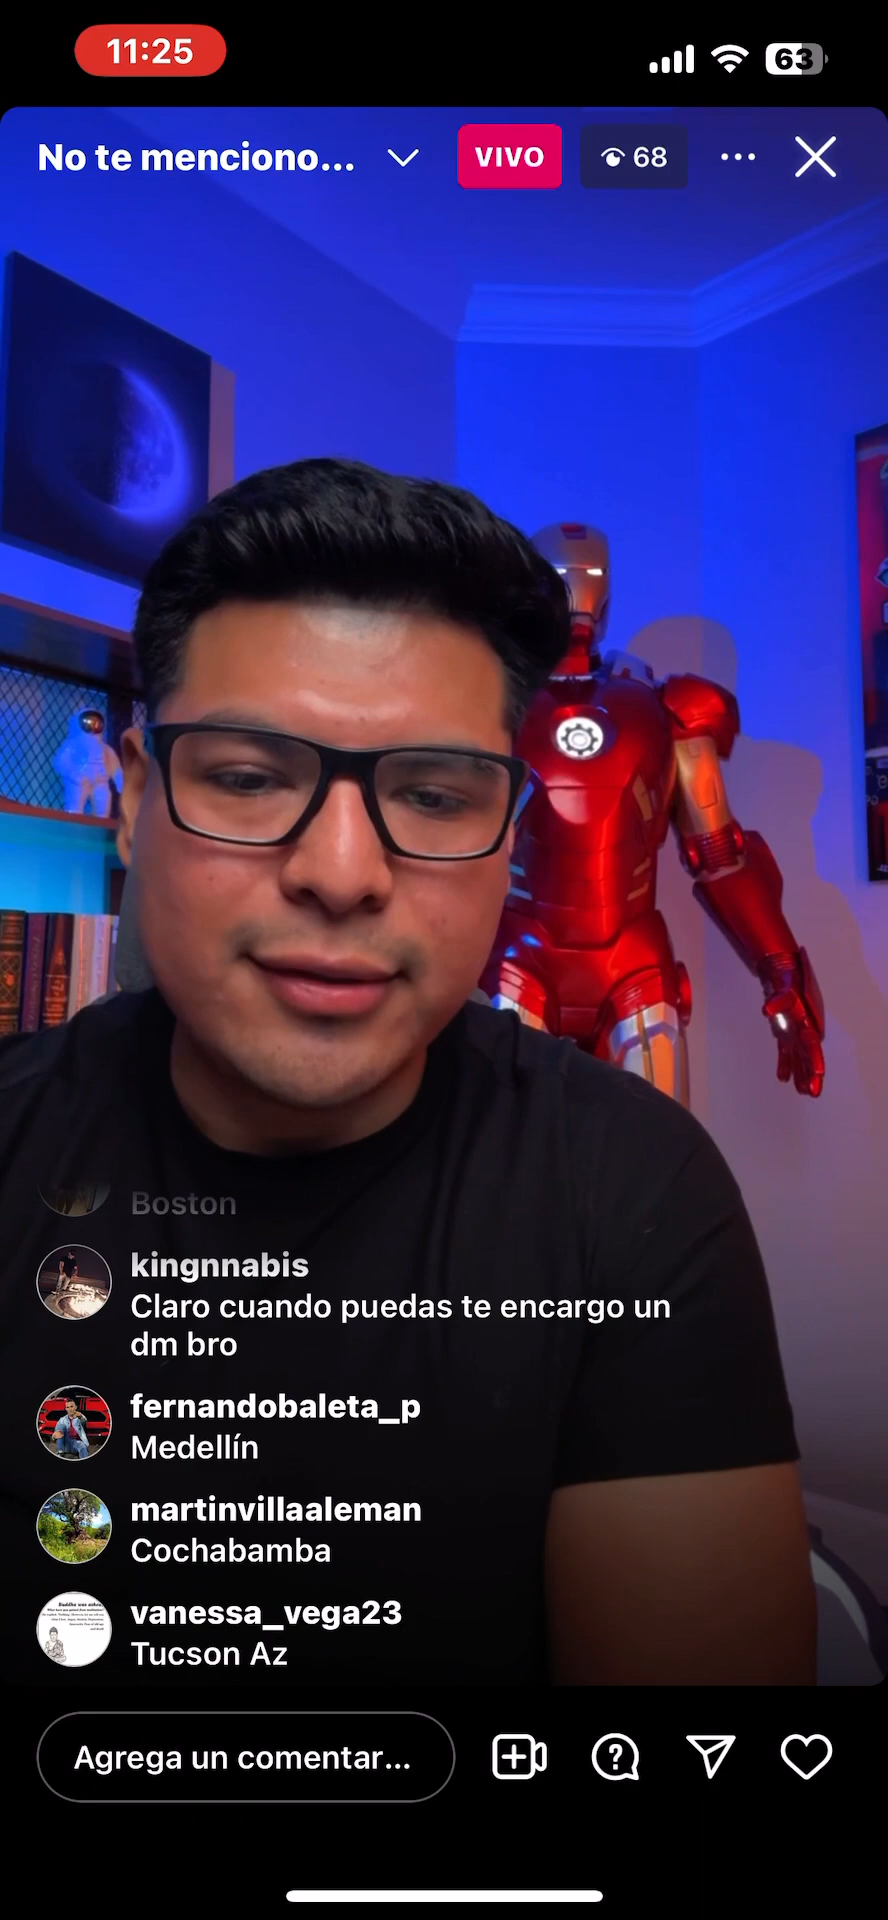 11:25
63
No te menciono...
VIVO
68
Boston
kingnnabis
Claro cuando puedas te encargo un
dm bro
fernandobaleta_p
Medellín
martinvillaaleman
Cochabamba
vanessa_vega23
Tucson Az
Agrega un comentar...